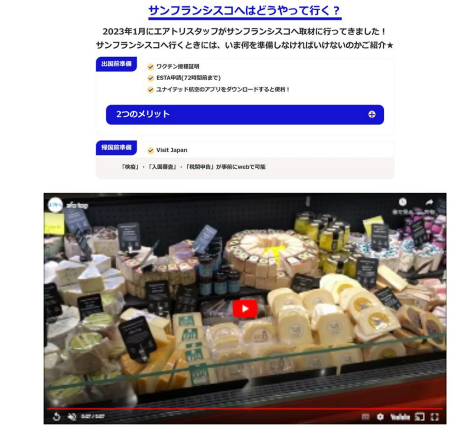 サンフランシスコへはどうやって行く？
2023年1月にエアトリスタッフがサンフランシスコへ取材に行ってきました！
サンフランシスコへ行くときには、いま何を準備しなければいけないのかご紹介★
出国前準備
ワクチン接種証明
ESTA申請(72時間前まで)
ユナイテッド航空のアプリをダウンロードすると便利！
2つのメリット
帰国前準備
Visit Japan
「検疫」・「入国審査」・「税関申告」が事前にwebで可能
sfo top
YouTube